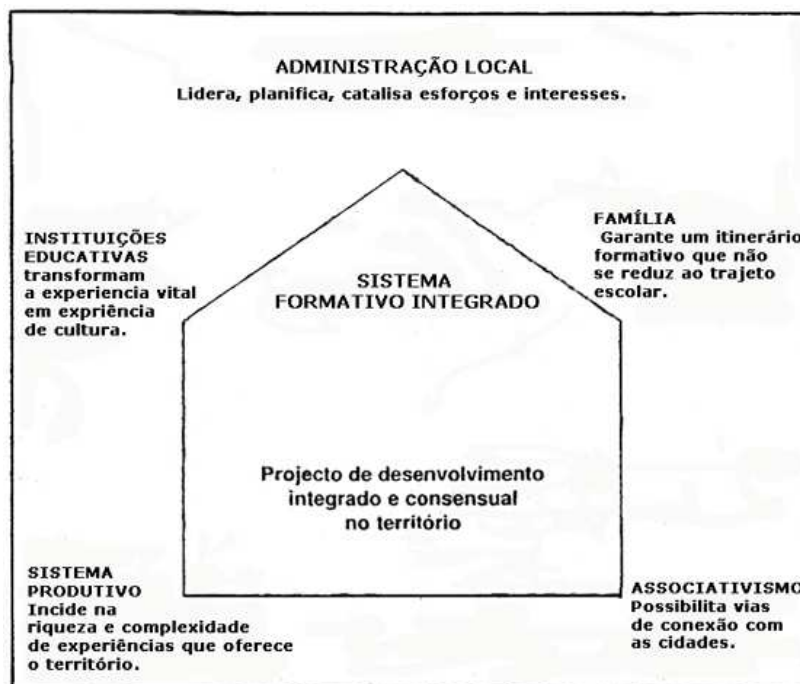 ADMINISTRAÇÃO LOCAL
Lidera, planifica, catalisa esforços e interesses.
INSTITUIÇÕES
EDUCATIVAS
transformam
a experiencia vital
em expriência
de cultura.
FAMÍLIA
Garante um itinerário
formativo que não
se reduz ao trajeto
escolar.
SISTEMA
FORMATIVO INTEGRADO
Projecto de desenvolvimento
integrado e consensual
no território
SISTEMA
PRODUTIVO
Incide na
riqueza e complexidade
de experiências que oferece
o território.
ASSOCIATIVISMO
Possibilita vias
de conexão com
as cidades.